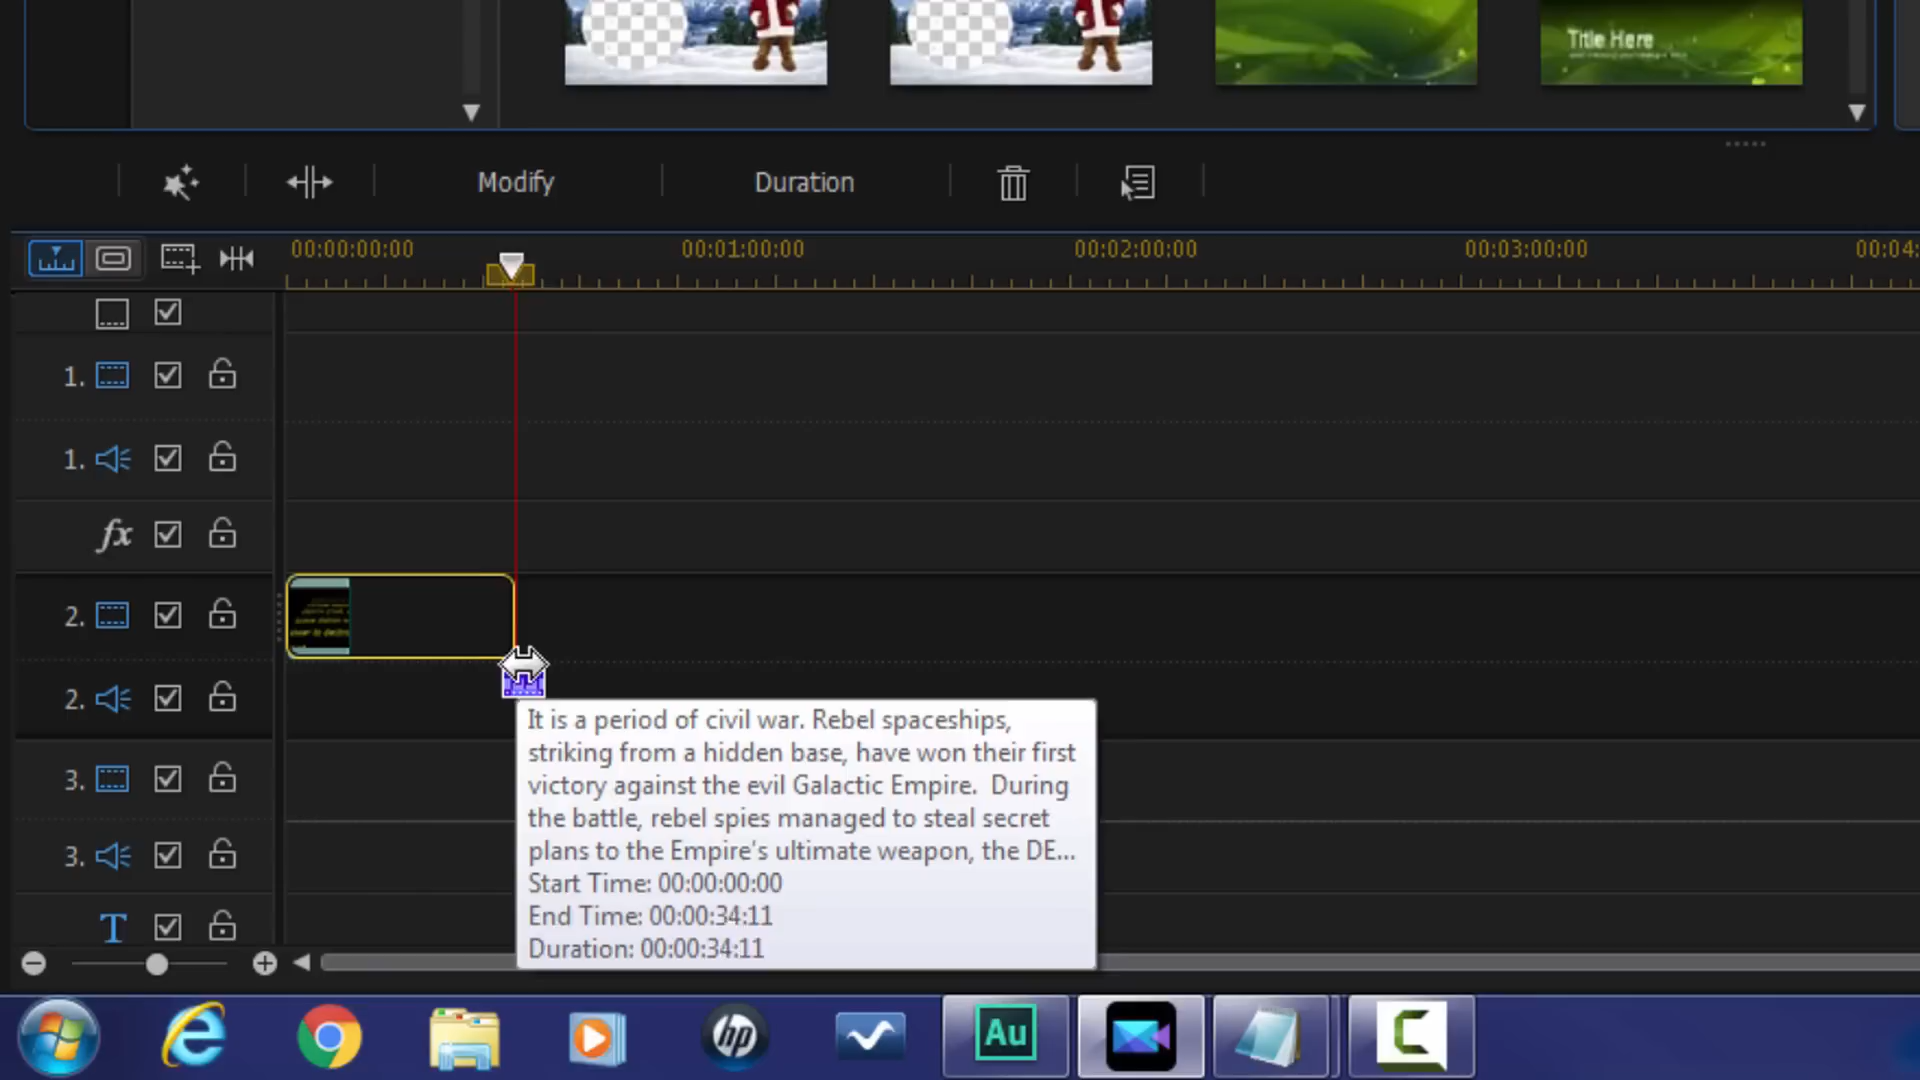 Title Here
Modify
Duration
00:00:00:00
00:01:00:00
00:02:00:00
00:03:00:00
00:04:
1.
1.
fx
2.
2.
It is a period of civil war. Rebel spaceships,
striking from a hidden base, have won their first
victory against the evil Galactic Empire.  During
the battle, rebel spies managed to steal secret
plans to the Empire's ultimate weapon, the DE...
Start Time: 00:00:00:00
End Time: 00:00:34:11
Duration: 00:00:34:11
3.
3.
T
hp
Au
C